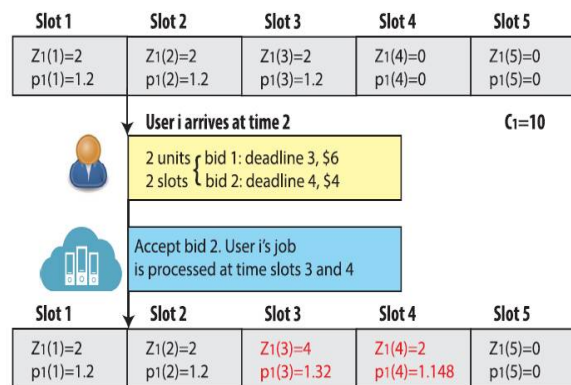 Slot 1 Slot 2 Slot 3 Slot 4 Slot 5
Z1(1)=2 Z1(2)=2 Z1(3)=2 Z1(4)=0 Z1(5)=0
p1(1)=1.2 p1(2)=1.2 p1(3)=1.2 p1(4)=0 p1(5)=0
User i arrives at time 2 C1=10
2 units { bid 1: deadline 3, $6
2 slots bid 2: deadline 4, $4
Accept bid 2. User i's job
is processed at time slots 3 and 4
Slot 1 Slot 2 Slot 3 Slot 4 Slot 5
Z1(1)=2 Z1(2)=2 Z1(3)=4 Z1(4)=2 Z1(5)=0
p1(1)=1.2 p1(2)=1.2 p1(3)=1.32 p1(4)=1.148 p1(5)=0